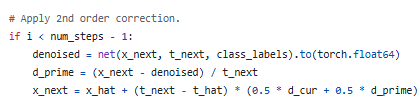 # Apply 2nd order correction.
if i < num_steps - 1:
    denoised = net(x_next, t_next, class_labels).to(torch.float64)
    d_prime = (x_next - denoised) / t_next
    x_next = x_hat + (t_next - t_hat) * (0.5 * d_cur + 0.5 * d_prime)